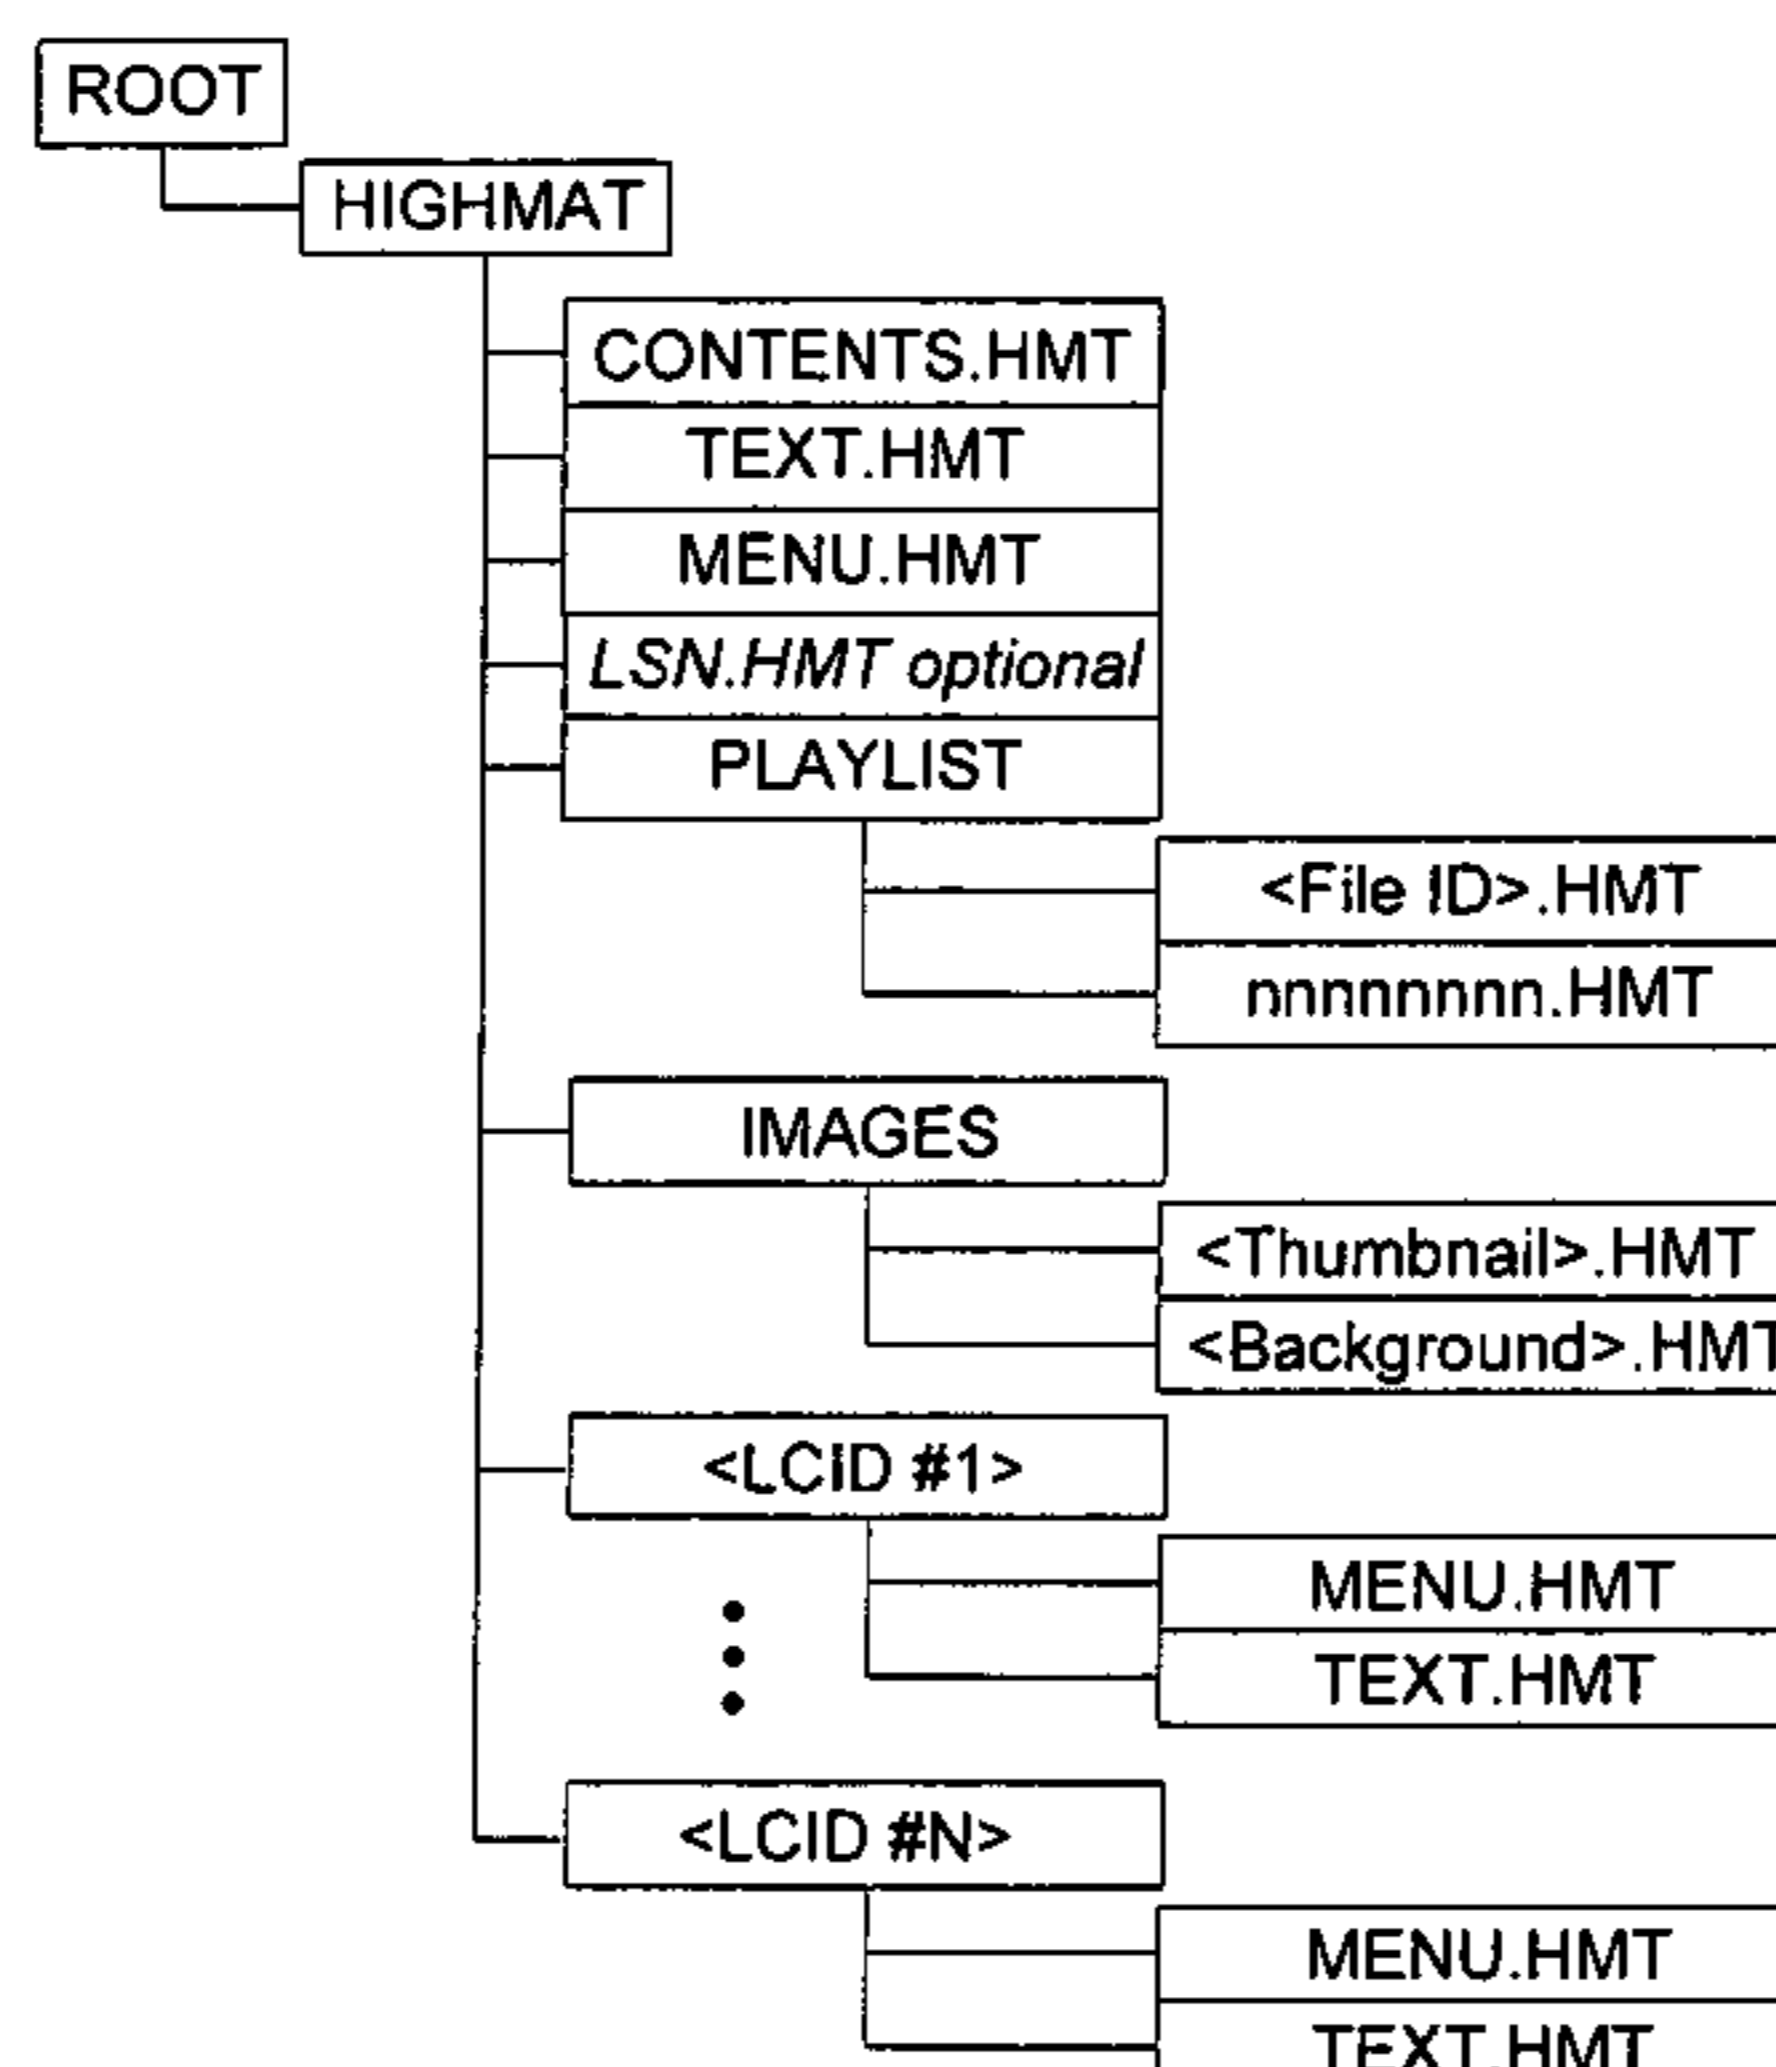 ROOT
HIGHMAT
CONTENTS.HMT
TEXT.HMT
MENU.HMT
LSN.HMT optional
PLAYLIST
<File ID>.HMT
nnnnnnnn.HMT
IMAGES
<Thumbnail>.HMT
<Background>.HMT
<LCID #1>
MENU.HMT
TEXT.HMT
<LCID #N>
MENU.HMT
TEXT.HMT